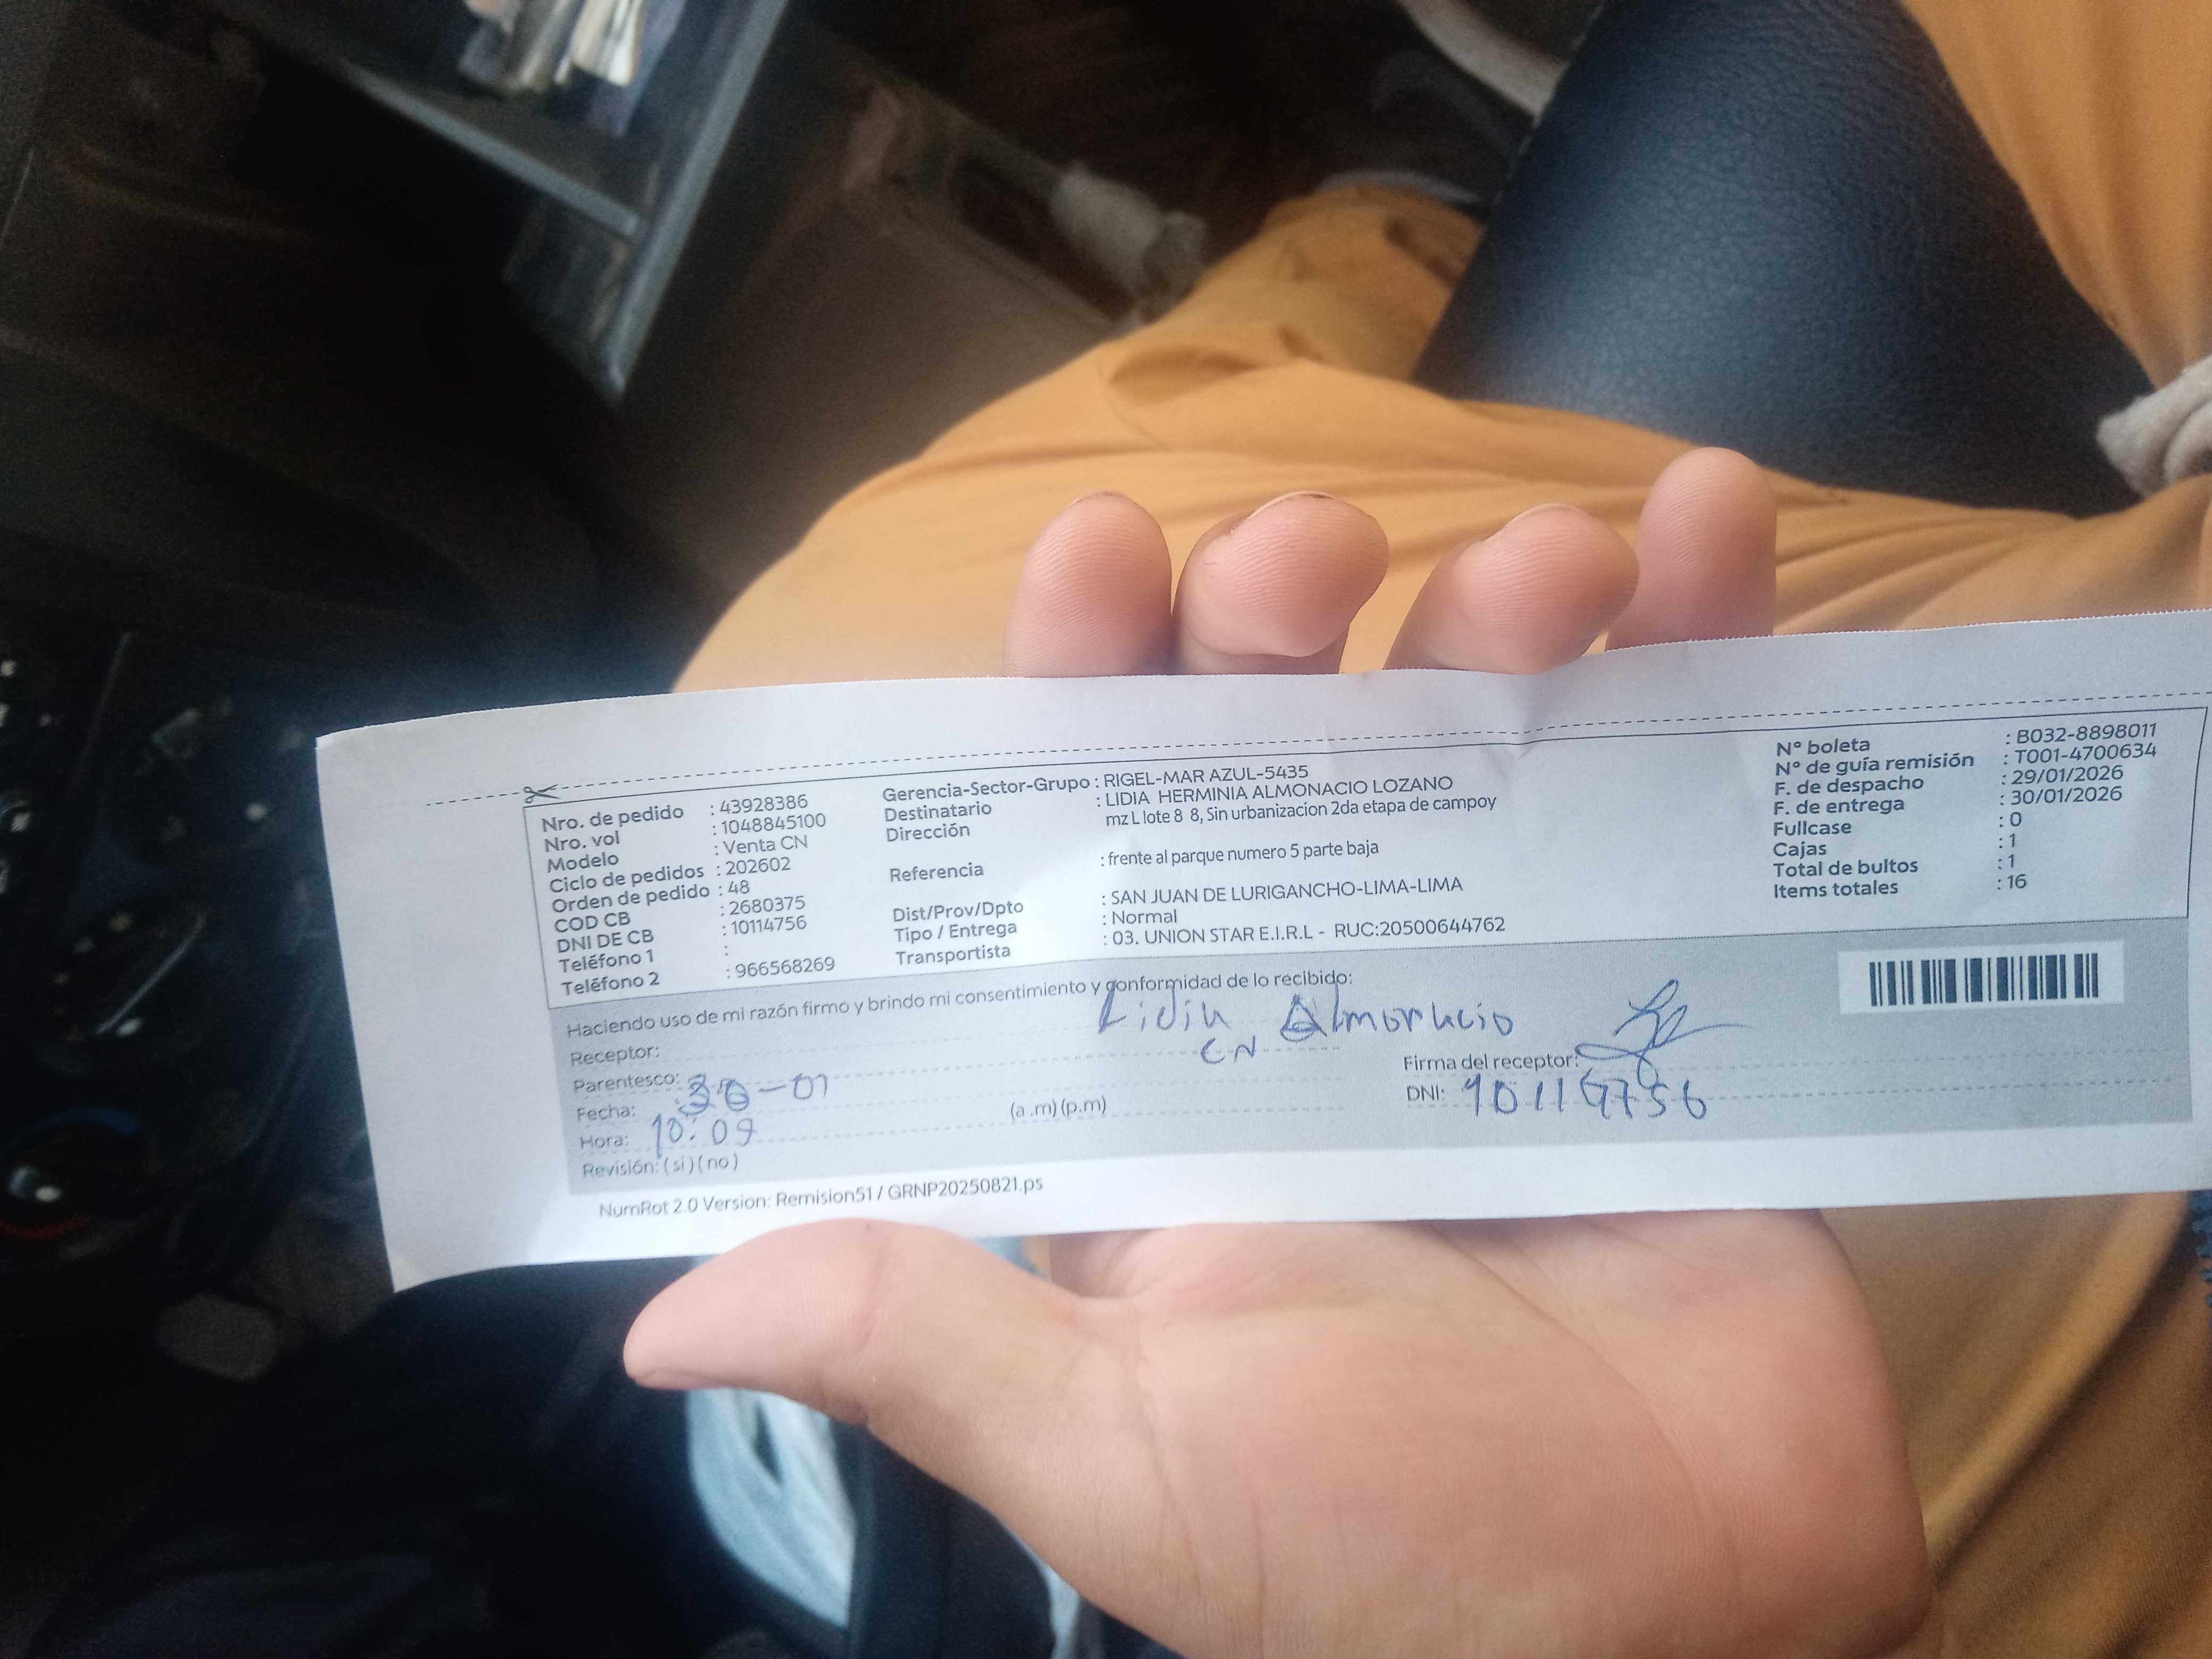 Nro. de pedido : 43928386
Nro. vol : 1048845100
Modelo : Venta CN
Ciclo de pedidos : 202602
Orden de pedido : 48
COD CB : 2680375
DNI DE CB : 10114756
Teléfono 1 :
Teléfono 2 : 966568269
Gerencia-Sector-Grupo : RIGEL-MAR AZUL-5435
Destinatario : LIDIA HERMINIA ALMONACIO LOZANO
Dirección mz L lote 8 8, Sin urbanizacion 2da etapa de campoy
Referencia : frente al parque numero 5 parte baja
Dist/Prov/Dpto : SAN JUAN DE LURIGANCHO-LIMA-LIMA
Tipo / Entrega : Normal
Transportista : 03. UNION STAR E.I.R.L - RUC:20500644762
N° boleta : B032-8898011
N° de guía remisión : T001-4700634
F. de despacho : 29/01/2026
F. de entrega : 30/01/2026
Fullcase : 0
Cajas : 1
Total de bultos : 1
Items totales : 16
Haciendo uso de mi razón firmo y brindo mi consentimiento y conformidad de lo recibido:
Receptor: Lidia Almonacio
Parentesco: CN
Firma del receptor:
Fecha: 30-01
DNI: 10114756
Hora: 10:09 (a .m) (p.m)
Revisión: ( si ) ( no )
NumRot 2.0 Version: Remision51 / GRNP20250821.ps